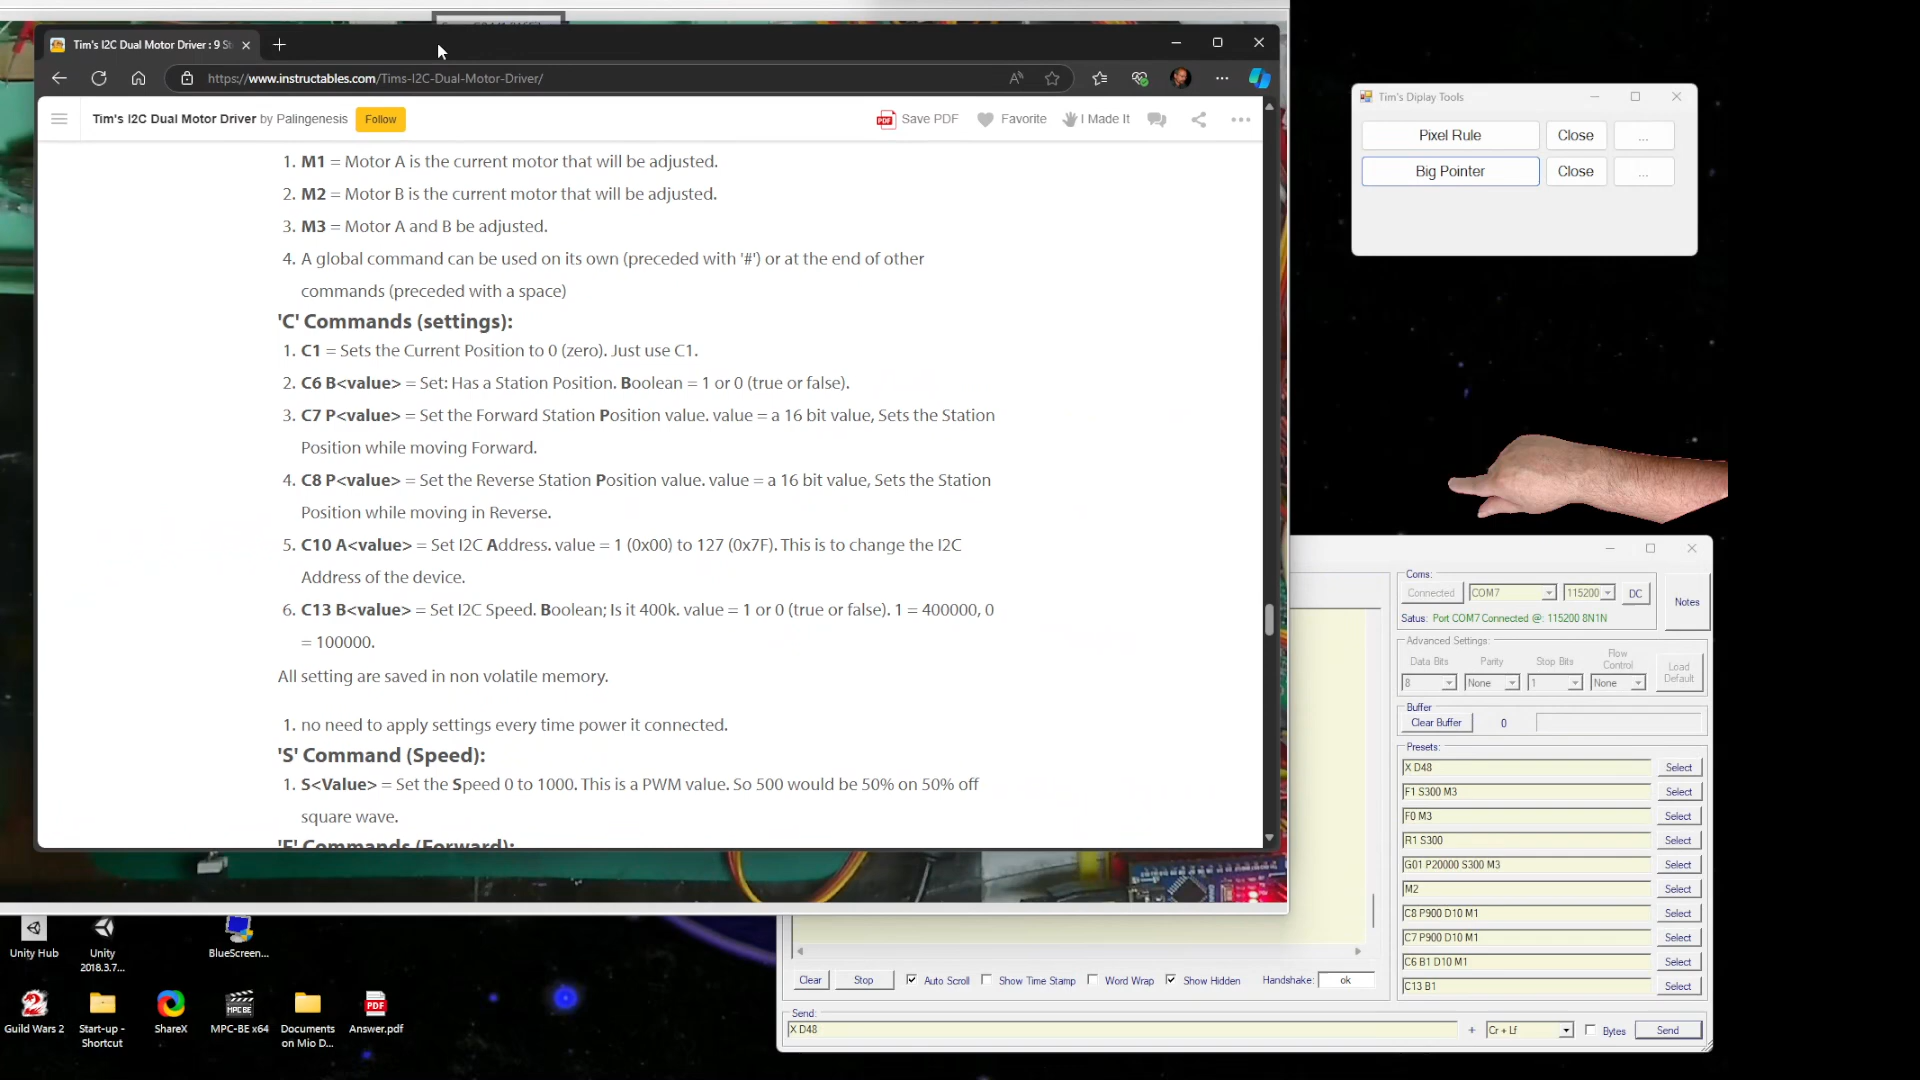 Tim's I2C Dual Motor Driver : 9 St
https://www.instructables.com/Tims-I2C-Dual-Motor-Driver/
Tim's I2C Dual Motor Driver by Palingenesis
Follow
Save PDF
Favorite
I Made It
1. M1 = Motor A is the current motor that will be adjusted.
2. M2 = Motor B is the current motor that will be adjusted.
3. M3 = Motor A and B be adjusted.
4. A global command can be used on its own (preceded with '#') or at the end of other
commands (preceded with a space)
'C' Commands (settings):
1. C1 = Sets the Current Position to 0 (zero). Just use C1.
2. C6 B<value> = Set: Has a Station Position. Boolean = 1 or 0 (true or false).
3. C7 P<value> = Set the Forward Station Position value. value = a 16 bit value, Sets the Station
Position while moving Forward.
4. C8 P<value> = Set the Reverse Station Position value. value = a 16 bit value, Sets the Station
Position while moving in Reverse.
5. C10 A<value> = Set I2C Address. value = 1 (0x00) to 127 (0x7F). This is to change the I2C
Address of the device.
6. C13 B<value> = Set I2C Speed. Boolean; Is it 400k. value = 1 or 0 (true or false). 1 = 400000, 0
= 100000.
All setting are saved in non volatile memory.
1. no need to apply settings every time power it connected.
'S' Command (Speed):
1. S<Value> = Set the Speed 0 to 1000. This is a PWM value. So 500 would be 50% on 50% off
square wave.
'F' Commands (Forward):
Tim's Diplay Tools
Pixel Rule
Close
...
Big Pointer
Close
...
Coms:
Connected
COM7
115200
DC
Notes
Satus: Port COM7 Connected @: 115200 8N1N
Advanced Settings:
Data Bits
Parity
Stop Bits
Flow
Control
Load
Default
8
None
1
None
Buffer
Clear Buffer
0
Presets:
X D48
Select
F1 S300 M3
Select
F0 M3
Select
R1 S300
Select
G01 P20000 S300 M3
Select
M2
Select
C8 P900 D10 M1
Select
C7 P900 D10 M1
Select
C6 B1 D10 M1
Select
C13 B1
Select
Clear
Stop
Auto Scroll
Show Time Stamp
Word Wrap
Show Hidden
Handshake:
ok
Send:
X D48
+
Cr + Lf
Bytes
Send
Unity Hub
Unity
2018.3.7...
BlueScreen...
Guild Wars 2
Start-up -
Shortcut
ShareX
MPC-BE x64
Documents
on Mio D...
Answer.pdf